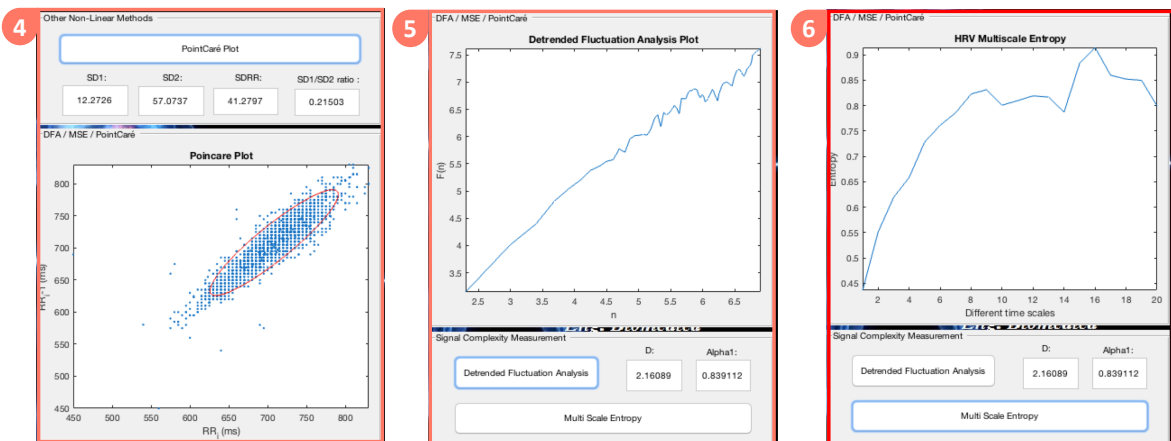 4
Other Non-Linear Methods
PointCaré Plot
SD1: SD2: SDRR: SD1/SD2 ratio :
12.2726 57.0737 41.2797 0.21503
DFA / MSE / PointCaré
Poincare Plot
800
750
700
650
600
550
500
450
450 500 550 600 650 700 750 800
RRi (ms)
5
DFA / MSE / PointCaré
Detrended Fluctuation Analysis Plot
7.5
7
6.5
6
5.5
5
4.5
4
3.5
F(n)
2.5 3 3.5 4 4.5 5 5.5 6 6.5
n
Signal Complexity Measurement
D: Alpha1:
Detrended Fluctuation Analysis 2.16089 0.839112
Multi Scale Entropy
6
DFA / MSE / PointCaré
HRV Multiscale Entropy
0.9
0.85
0.8
0.75
0.7
0.65
0.6
0.55
0.5
0.45
Entropy
2 4 6 8 10 12 14 16 18 20
Different time scales
Signal Complexity Measurement
D: Alpha1:
Detrended Fluctuation Analysis 2.16089 0.839112
Multi Scale Entropy